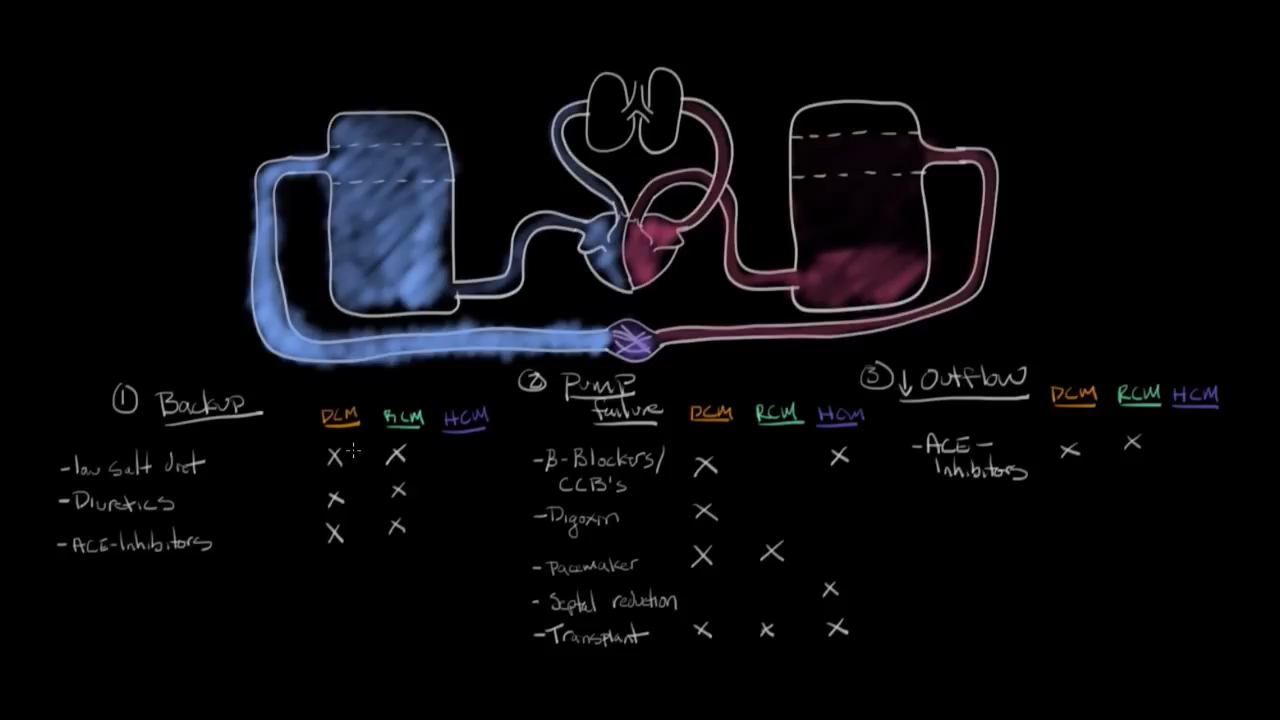 ① Backup DCM RCM HCM
-low salt diet X X
-Diuretics X X
-ACE-Inhibitors X X
② Pump
failure DCM RCM HCM
-B-Blockers/ X X
CCB's
-Digoxin X
-Pacemaker X X
-Septal reduction X
-Transplant X X X
③ ↓Outflow DCM RCM HCM
-ACE- X X
Inhibitors